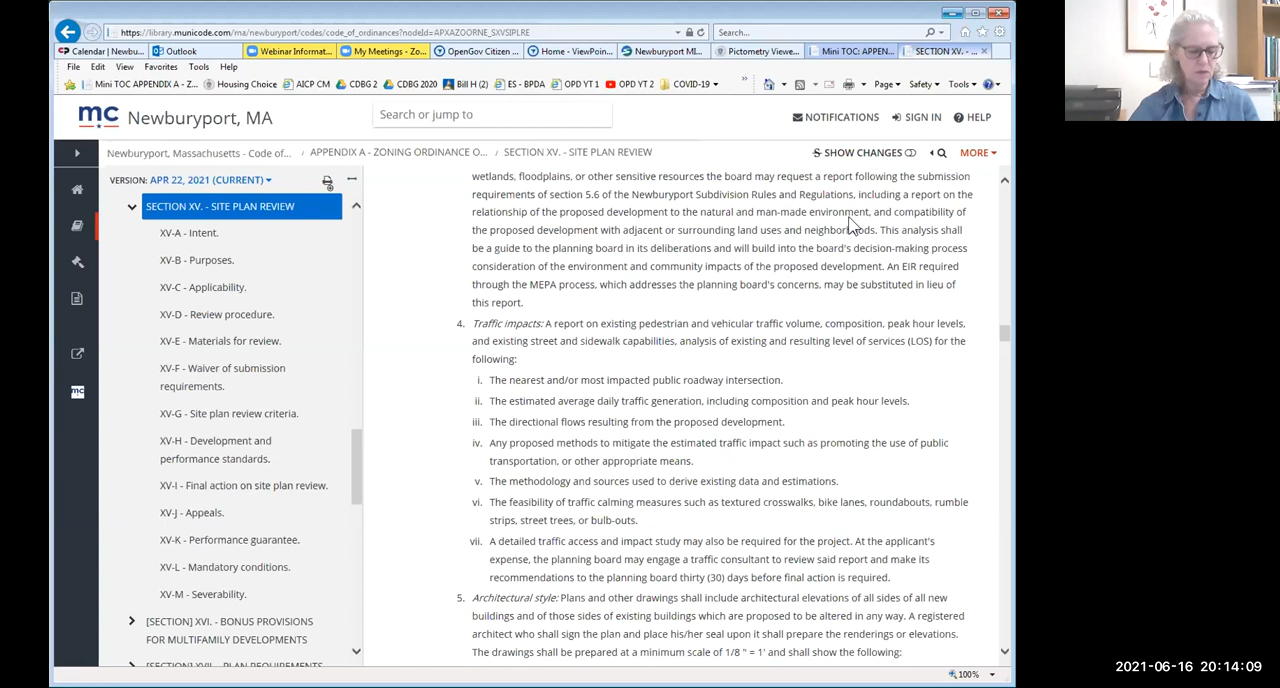 https://library.municode.com/ma/newburyport/codes/code_of_ordinances?nodeId=APXAZOORNE_SXVSIPLRE
Search...
Calendar | Newbu...
Outlook
Webinar Informat...
My Meetings - Zo...
OpenGov Citizen ...
Home - ViewPoin...
Newburyport MI...
Pictometry Viewe...
Mini TOC: APPEN...
SECTION XV. - ...
File Edit View Favorites Tools Help
Mini TOC APPENDIX A - Z...
Housing Choice
AICP CM
CDBG 2
CDBG 2020
Bill H (2)
ES - BPDA
OPD YT 1
OPD YT 2
COVID-19
Page
Safety
Tools
mc Newburyport, MA
Search or jump to
NOTIFICATIONS SIGN IN HELP
Newburyport, Massachusetts - Code of... / APPENDIX A - ZONING ORDINANCE O... / SECTION XV. - SITE PLAN REVIEW
SHOW CHANGES MORE
VERSION: APR 22, 2021 (CURRENT)
SECTION XV. - SITE PLAN REVIEW
XV-A - Intent.
XV-B - Purposes.
XV-C - Applicability.
XV-D - Review procedure.
XV-E - Materials for review.
XV-F - Waiver of submission
requirements.
XV-G - Site plan review criteria.
XV-H - Development and
performance standards.
XV-I - Final action on site plan review.
XV-J - Appeals.
XV-K - Performance guarantee.
XV-L - Mandatory conditions.
XV-M - Severability.
[SECTION] XVI. - BONUS PROVISIONS
FOR MULTIFAMILY DEVELOPMENTS
[SECTION] XVII. - PLAN REQUIREMENTS
mc
wetlands, floodplains, or other sensitive resources the board may request a report following the submission
requirements of section 5.6 of the Newburyport Subdivision Rules and Regulations, including a report on the
relationship of the proposed development to the natural and man-made environment, and compatibility of
the proposed development with adjacent or surrounding land uses and neighborhoods. This analysis shall
be a guide to the planning board in its deliberations and will build into the board's decision-making process
consideration of the environment and community impacts of the proposed development. An EIR required
through the MEPA process, which addresses the planning board's concerns, may be substituted in lieu of
this report.
4. Traffic impacts: A report on existing pedestrian and vehicular traffic volume, composition, peak hour levels,
and existing street and sidewalk capabilities, analysis of existing and resulting level of services (LOS) for the
following:
i. The nearest and/or most impacted public roadway intersection.
ii. The estimated average daily traffic generation, including composition and peak hour levels.
iii. The directional flows resulting from the proposed development.
iv. Any proposed methods to mitigate the estimated traffic impact such as promoting the use of public
transportation, or other appropriate means.
v. The methodology and sources used to derive existing data and estimations.
vi. The feasibility of traffic calming measures such as textured crosswalks, bike lanes, roundabouts, rumble
strips, street trees, or bulb-outs.
vii. A detailed traffic access and impact study may also be required for the project. At the applicant's
expense, the planning board may engage a traffic consultant to review said report and make its
recommendations to the planning board thirty (30) days before final action is required.
5. Architectural style: Plans and other drawings shall include architectural elevations of all sides of all new
buildings and of those sides of existing buildings which are proposed to be altered in any way. A registered
architect who shall sign the plan and place his/her seal upon it shall prepare the renderings or elevations.
The drawings shall be prepared at a minimum scale of 1/8 " = 1' and shall show the following:
100%
2021-06-16 20:14:09